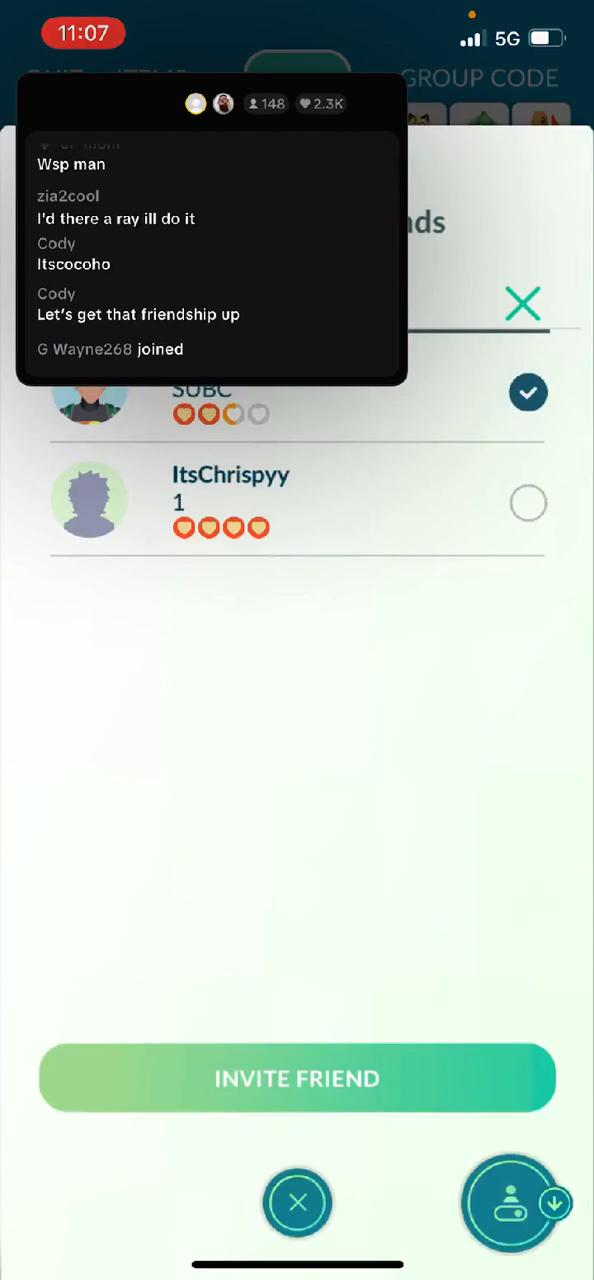 11:07
5G
GROUP CODE
148
2.3K
Wsp man
zia2cool
I'd there a ray ill do it
Cody
Itscocoho
Cody
Let's get that friendship up
G Wayne268 joined
SUBC
ItsChrispyy
1
INVITE FRIEND